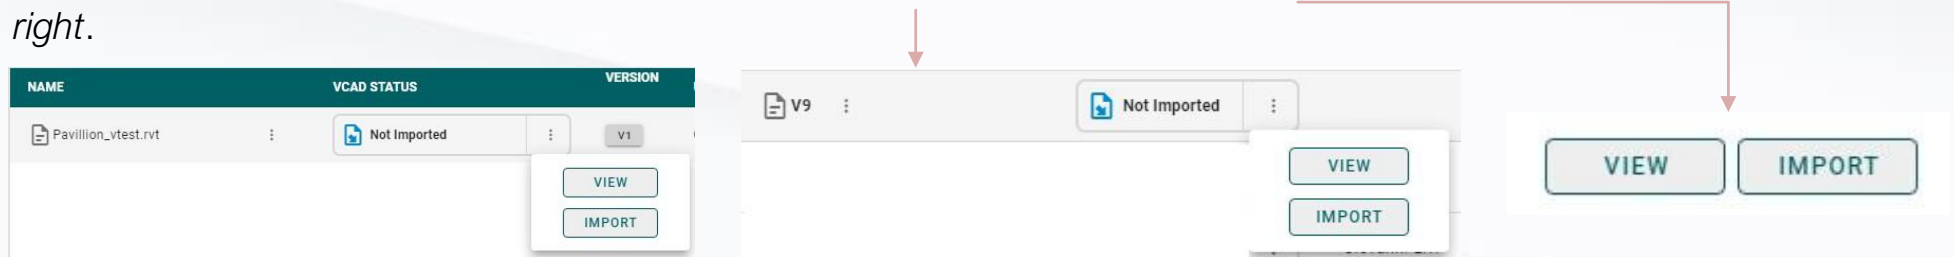 right.
NAME VCAD STATUS VERSION
Pavillion_vtest.rvt Not Imported V1
VIEW
IMPORT
V9 Not Imported
VIEW
IMPORT
VIEW IMPORT